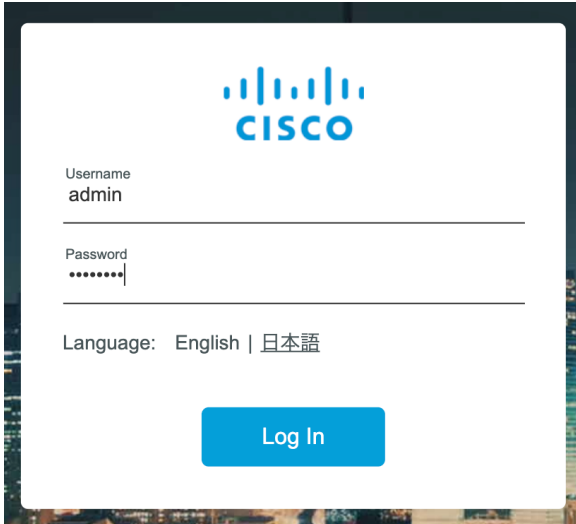 CISCO
Username
admin
Password
••••••••
Language: English | 日本語
Log In